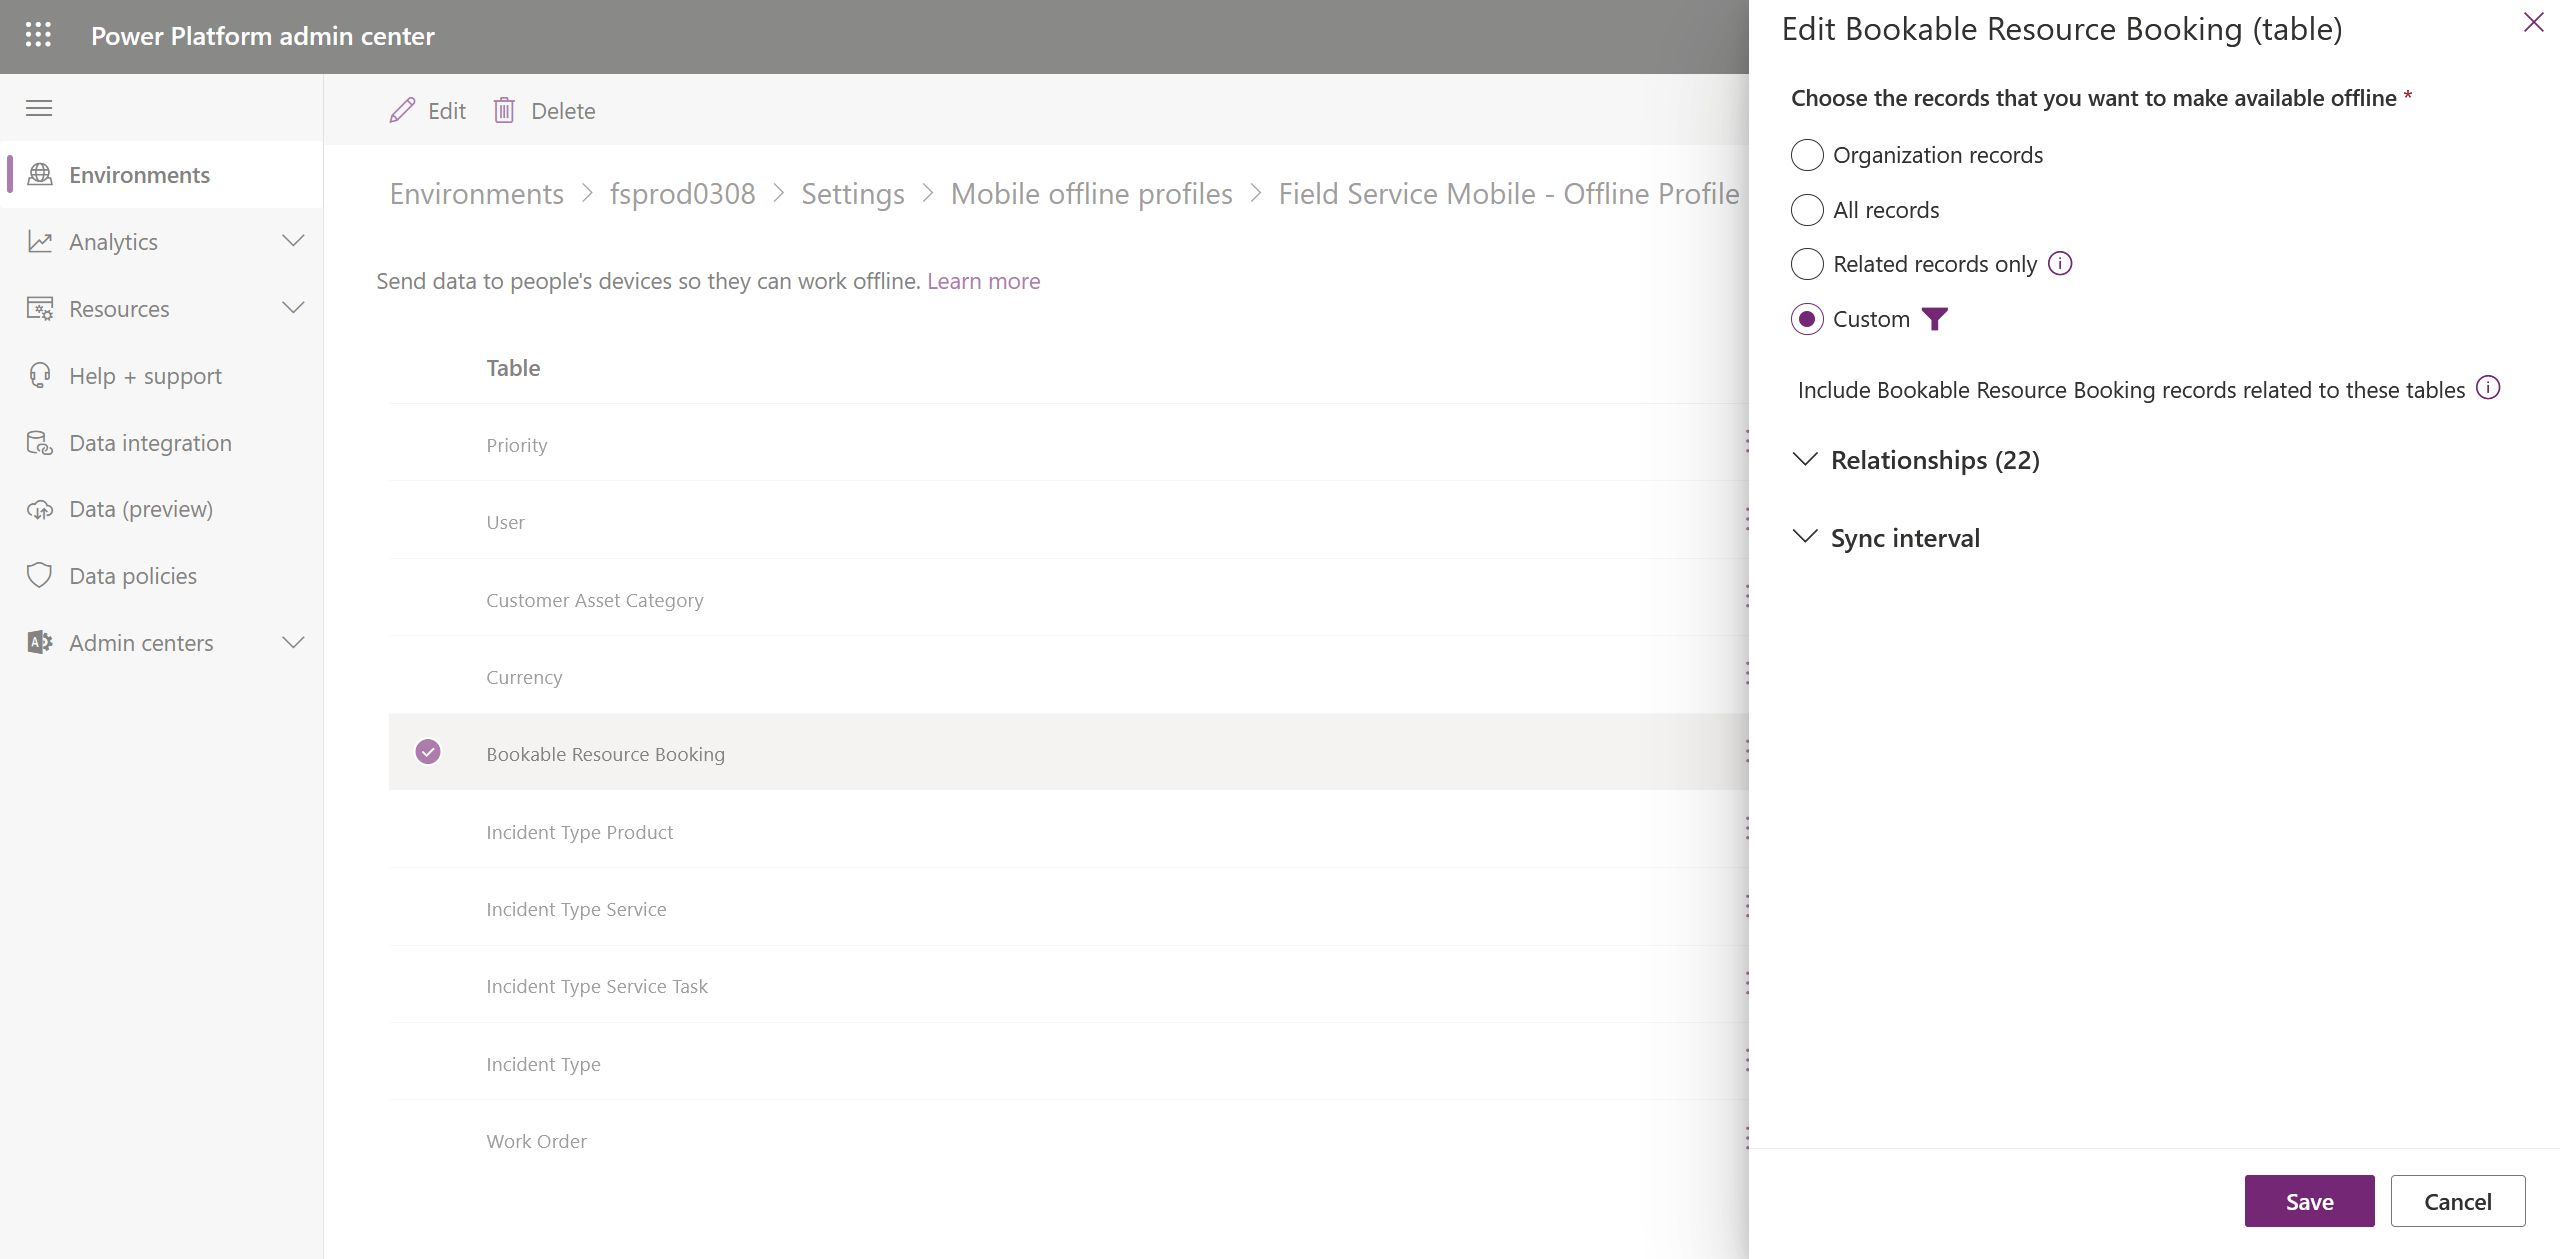 Power Platform admin center
Environments
Analytics
Resources
Help + support
Data integration
Data (preview)
Data policies
Admin centers
Edit Delete
Environments > fsprod0308 > Settings > Mobile offline profiles > Field Service Mobile - Offline Profile
Send data to people's devices so they can work offline. Learn more
Table
Priority
User
Customer Asset Category
Currency
Bookable Resource Booking
Incident Type Product
Incident Type Service
Incident Type Service Task
Incident Type
Work Order
Edit Bookable Resource Booking (table)
Choose the records that you want to make available offline *
Organization records
All records
Related records only
Custom
Include Bookable Resource Booking records related to these tables
Relationships (22)
Sync interval
Save Cancel